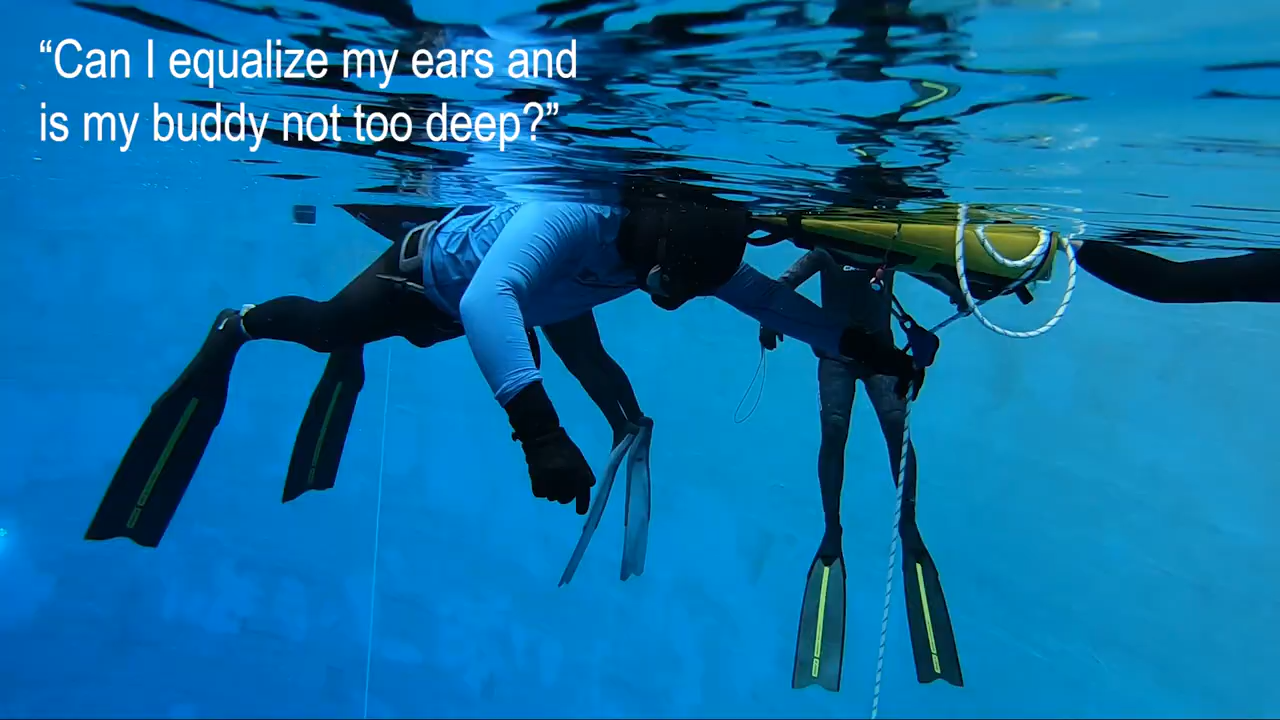 “Can I equalize my ears and
is my buddy not too deep?”